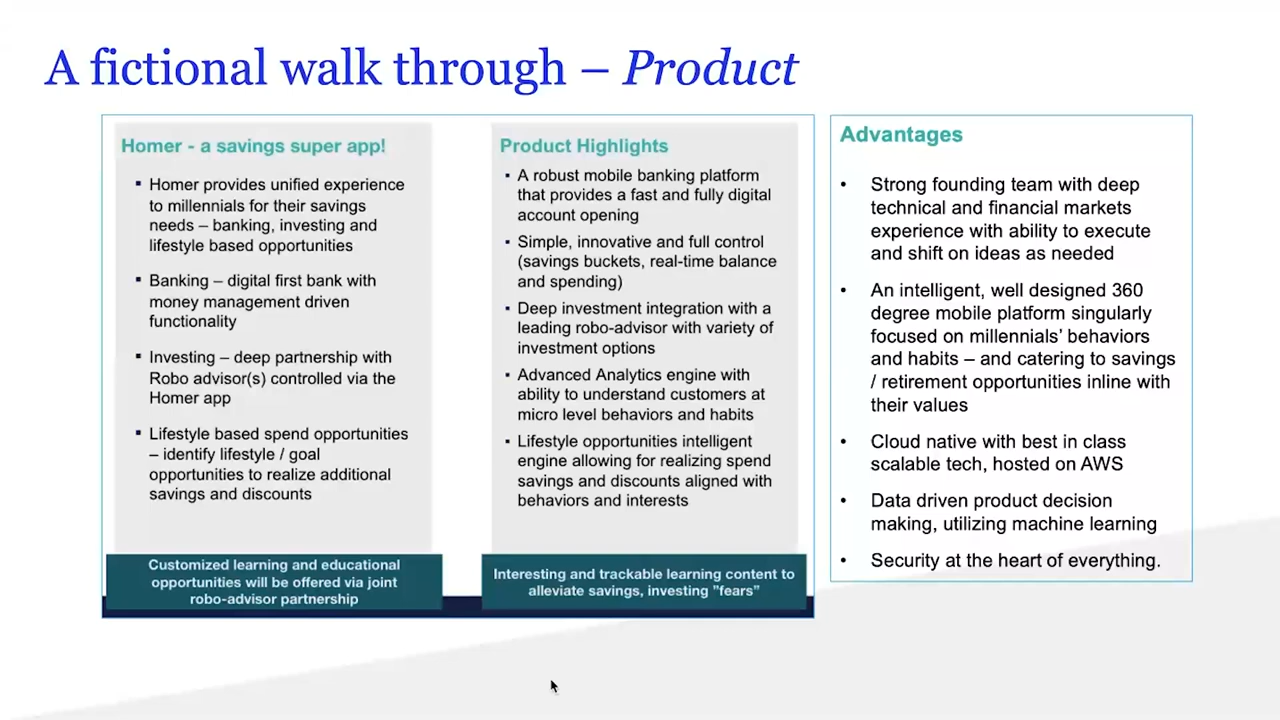 A fictional walk through – Product
Homer - a savings super app!
▪ Homer provides unified experience
to millennials for their savings
needs – banking, investing and
lifestyle based opportunities
▪ Banking – digital first bank with
money management driven
functionality
▪ Investing – deep partnership with
Robo advisor(s) controlled via the
Homer app
▪ Lifestyle based spend opportunities
– identify lifestyle / goal
opportunities to realize additional
savings and discounts
Customized learning and educational
opportunities will be offered via joint
robo-advisor partnership
Product Highlights
▪ A robust mobile banking platform
that provides a fast and fully digital
account opening
▪ Simple, innovative and full control
(savings buckets, real-time balance
and spending)
▪ Deep investment integration with a
leading robo-advisor with variety of
investment options
▪ Advanced Analytics engine with
ability to understand customers at
micro level behaviors and habits
▪ Lifestyle opportunities intelligent
engine allowing for realizing spend
savings and discounts aligned with
behaviors and interests
Interesting and trackable learning content to
alleviate savings, investing "fears"
Advantages
• Strong founding team with deep
technical and financial markets
experience with ability to execute
and shift on ideas as needed
• An intelligent, well designed 360
degree mobile platform singularly
focused on millennials’ behaviors
and habits – and catering to savings
/ retirement opportunities inline with
their values
• Cloud native with best in class
scalable tech, hosted on AWS
• Data driven product decision
making, utilizing machine learning
• Security at the heart of everything.